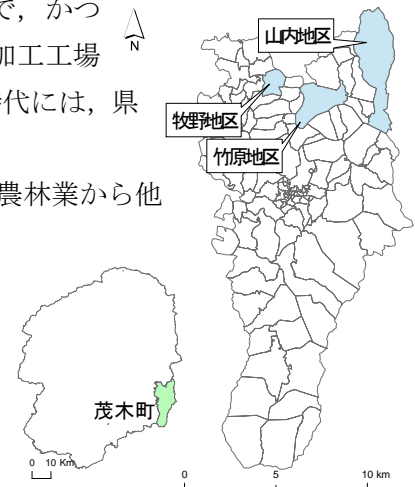 で，かつ
加工工場
代には，県
農林業から他
N
山内地区
牧野地区
竹原地区
茂木町
0 10 Km
0 5 10 km